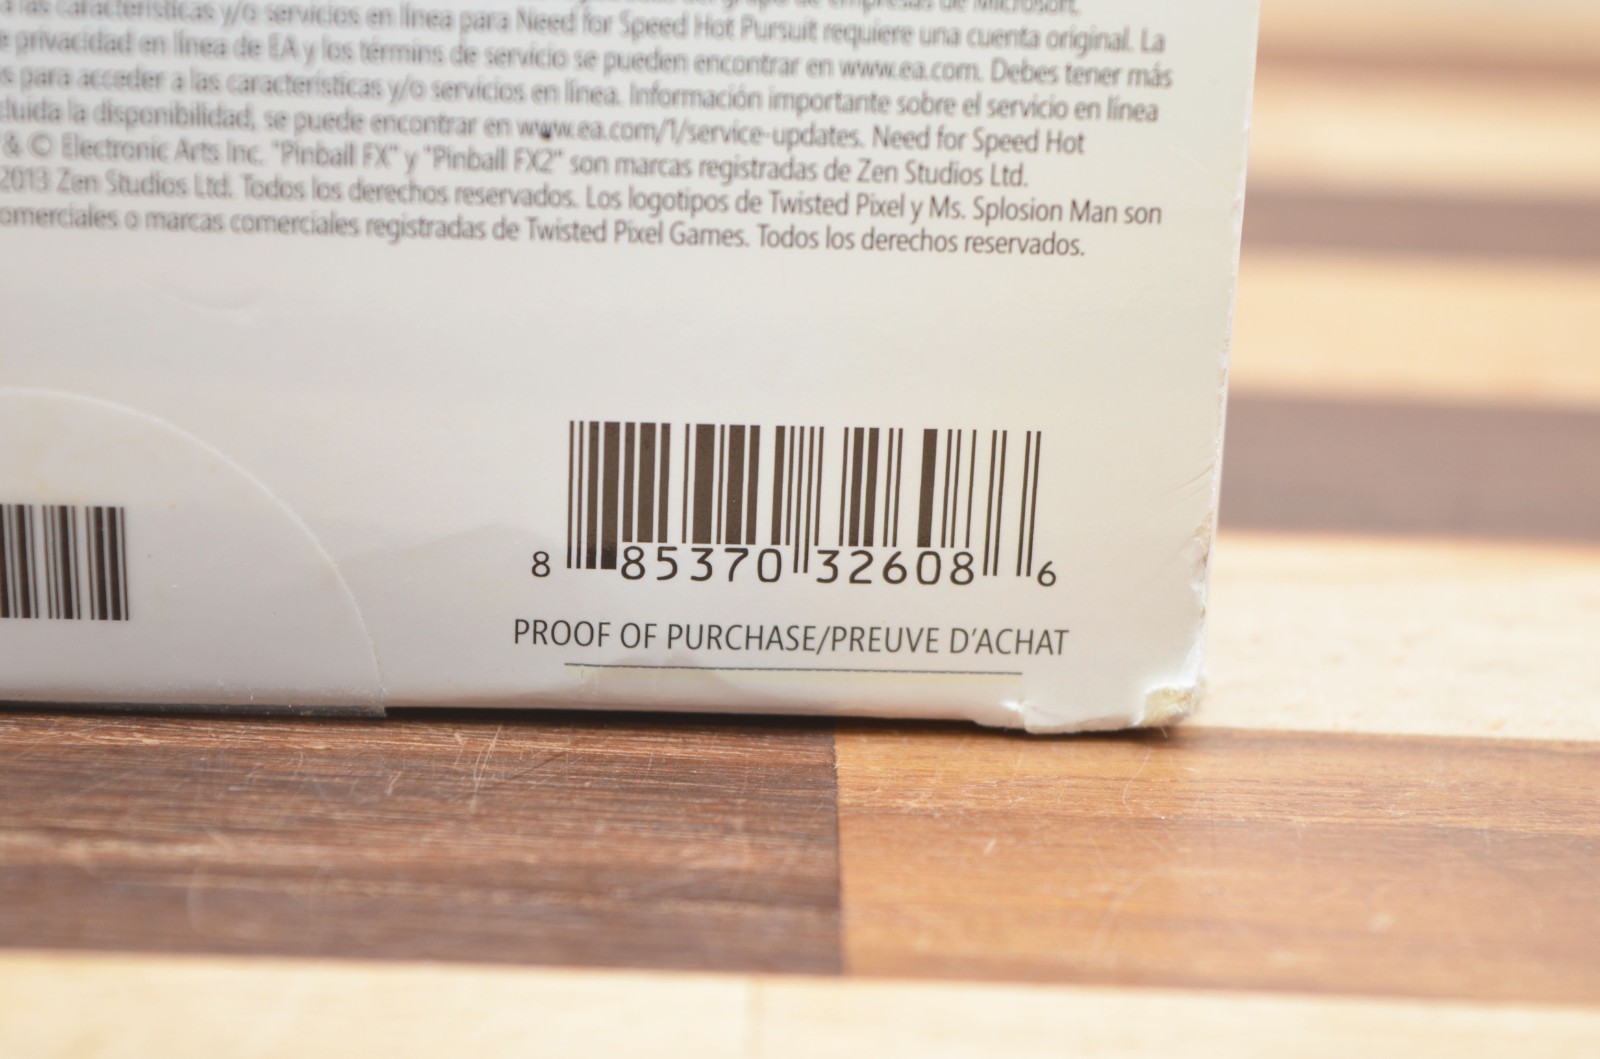 a las características y/o servicios en línea para Need for Speed Hot Pursuit requiere una cuenta original. La
privacidad en línea de EA y los términs de servicio se pueden encontrar en www.ea.com. Debes tener más
para acceder a las características y/o servicios en línea. Información importante sobre el servicio en línea
cluida la disponibilidad, se puede encontrar en www.ea.com/1/service-updates. Need for Speed Hot
& © Electronic Arts Inc. "Pinball FX" y "Pinball FX2" son marcas registradas de Zen Studios Ltd.
2013 Zen Studios Ltd. Todos los derechos reservados. Los logotipos de Twisted Pixel y Ms. Splosion Man son
omerciales o marcas comerciales registradas de Twisted Pixel Games. Todos los derechos reservados.
8 85370 32608 6
PROOF OF PURCHASE/PREUVE D'ACHAT